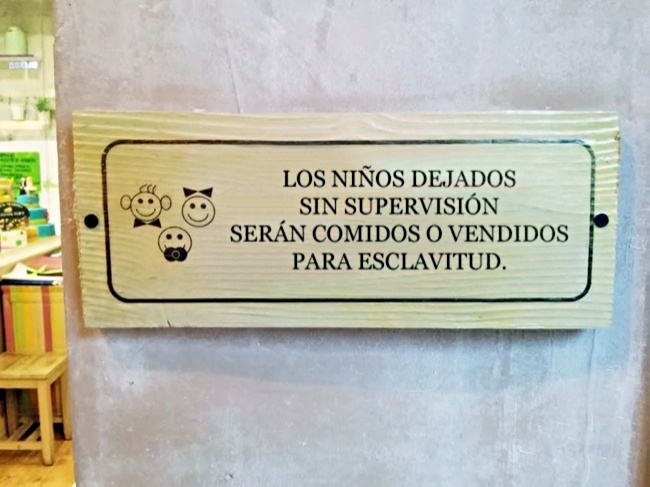 LOS NIÑOS DEJADOS
SIN SUPERVISIÓN
SERÁN COMIDOS O VENDIDOS
PARA ESCLAVITUD.